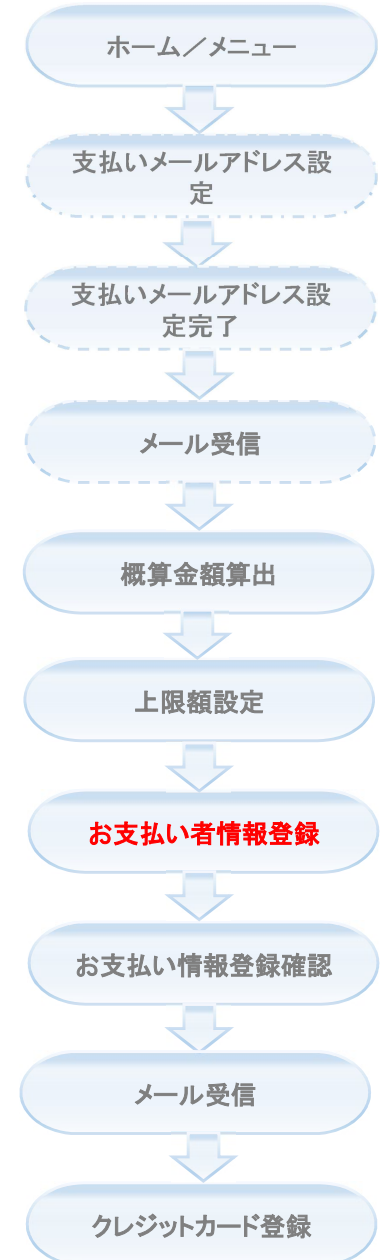 ホーム／メニュー
支払いメールアドレス設
定
支払いメールアドレス設
定完了
メール受信
概算金額算出
上限額設定
お支払い者情報登録
お支払い情報登録確認
メール受信
クレジットカード登録